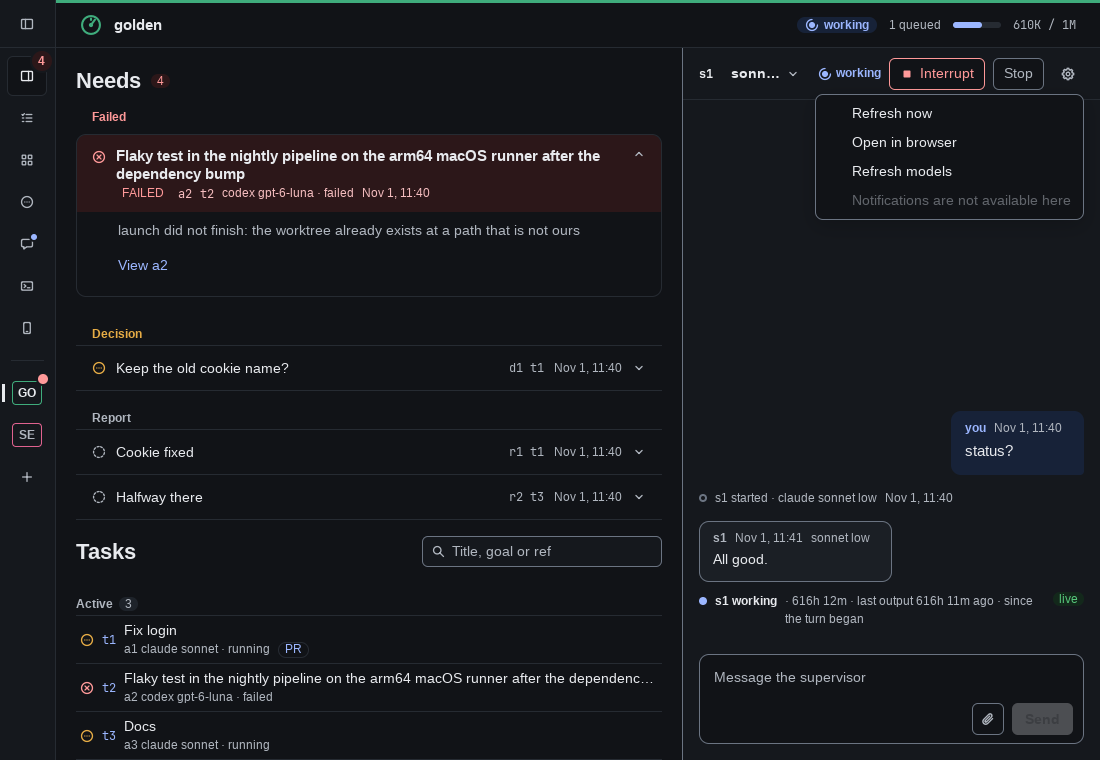 golden
working
1 queued
610K / 1M
4
Needs
4
Failed
Flaky test in the nightly pipeline on the arm64 macOS runner after the
dependency bump
FAILED a2 t2 codex gpt-6-luna · failed Nov 1, 11:40
launch did not finish: the worktree already exists at a path that is not ours
View a2
Decision
Keep the old cookie name? d1 t1 Nov 1, 11:40
Report
Cookie fixed r1 t1 Nov 1, 11:40
Halfway there r2 t3 Nov 1, 11:40
Tasks
Title, goal or ref
Active 3
t1 Fix login
a1 claude sonnet · running PR
t2 Flaky test in the nightly pipeline on the arm64 macOS runner after the dependenc…
a2 codex gpt-6-luna · failed
t3 Docs
a3 claude sonnet · running
GO
SE
s1 sonn… working Interrupt Stop
Refresh now
Open in browser
Refresh models
Notifications are not available here
you Nov 1, 11:40
status?
s1 started · claude sonnet low Nov 1, 11:40
s1 Nov 1, 11:41 sonnet low
All good.
s1 working · 616h 12m · last output 616h 11m ago · since
the turn began
live
Message the supervisor
Send